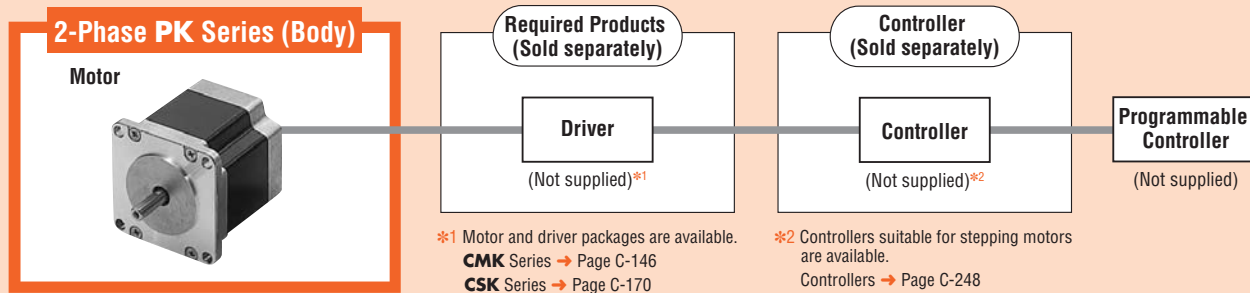 2-Phase PK Series (Body)
Motor
Required Products
(Sold separately)
Driver
(Not supplied)*1
*1 Motor and driver packages are available.
CMK Series → Page C-146
CSK Series → Page C-170
Controller
(Sold separately)
Controller
(Not supplied)*2
*2 Controllers suitable for stepping motors
are available.
Controllers → Page C-248
Programmable
Controller
(Not supplied)